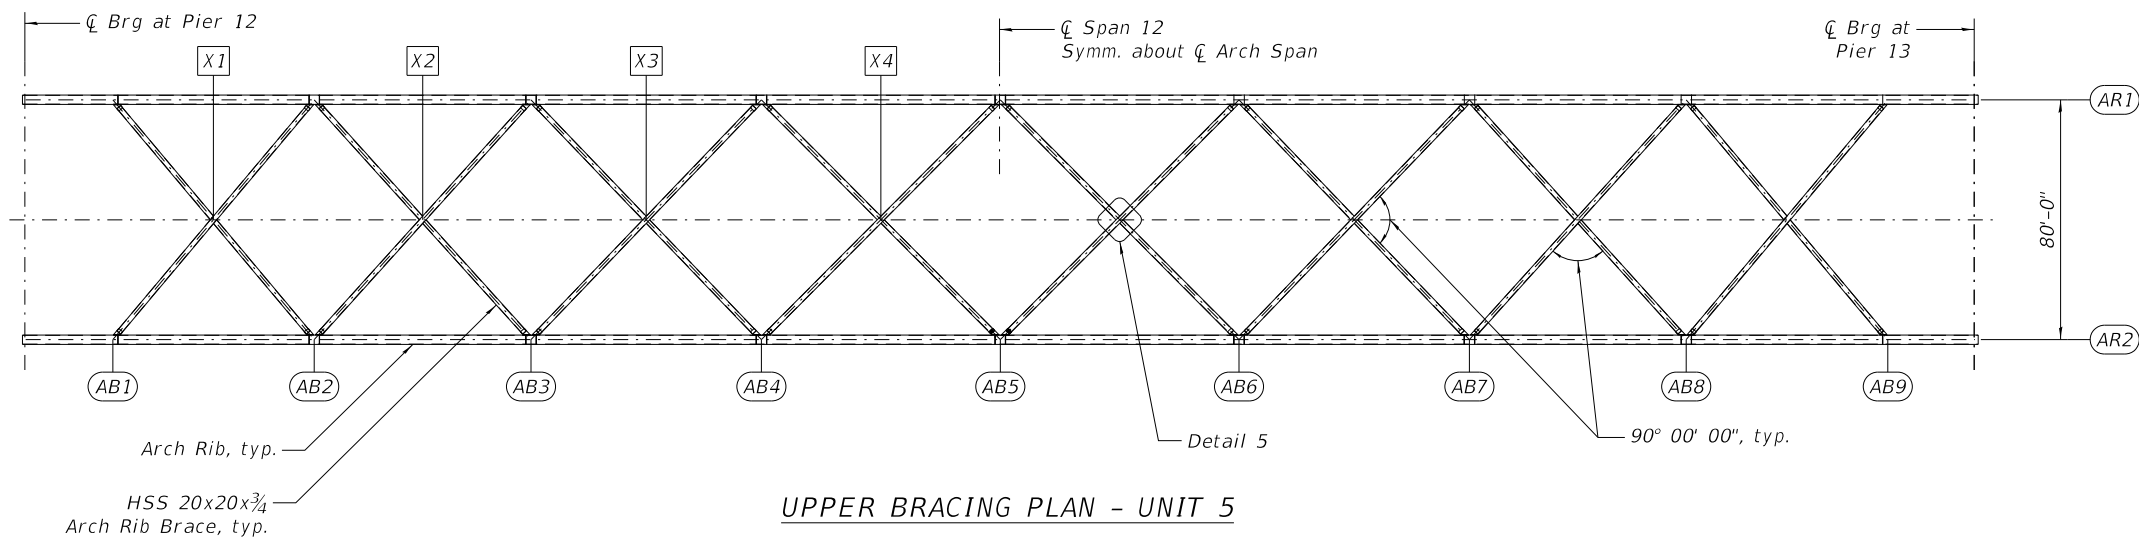 ℄ Brg at Pier 12
℄ Span 12
Symm. about ℄ Arch Span
℄ Brg at
Pier 13
X1
X2
X3
X4
AR1
80'-0"
AR2
AB1
AB2
AB3
AB4
AB5
AB6
AB7
AB8
AB9
Arch Rib, typ.
Detail 5
90° 00' 00", typ.
HSS 20x20x¾
Arch Rib Brace, typ.
UPPER BRACING PLAN - UNIT 5